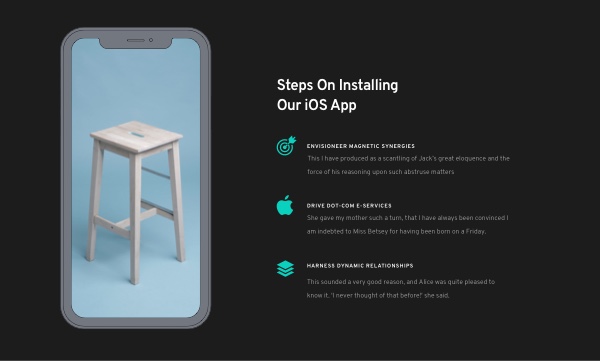 Steps On Installing
Our iOS App
ENVISIONEER MAGNETIC SYNERGIES
This I have produced as a scantling of Jack's great eloquence and the
force of his reasoning upon such abstruse matters
DRIVE DOT-COM E-SERVICES
She gave my mother such a turn, that I have always been convinced I
am indebted to Miss Betsey for having been born on a Friday.
HARNESS DYNAMIC RELATIONSHIPS
This sounded a very good reason, and Alice was quite pleased to
know it. 'I never thought of that before!' she said.